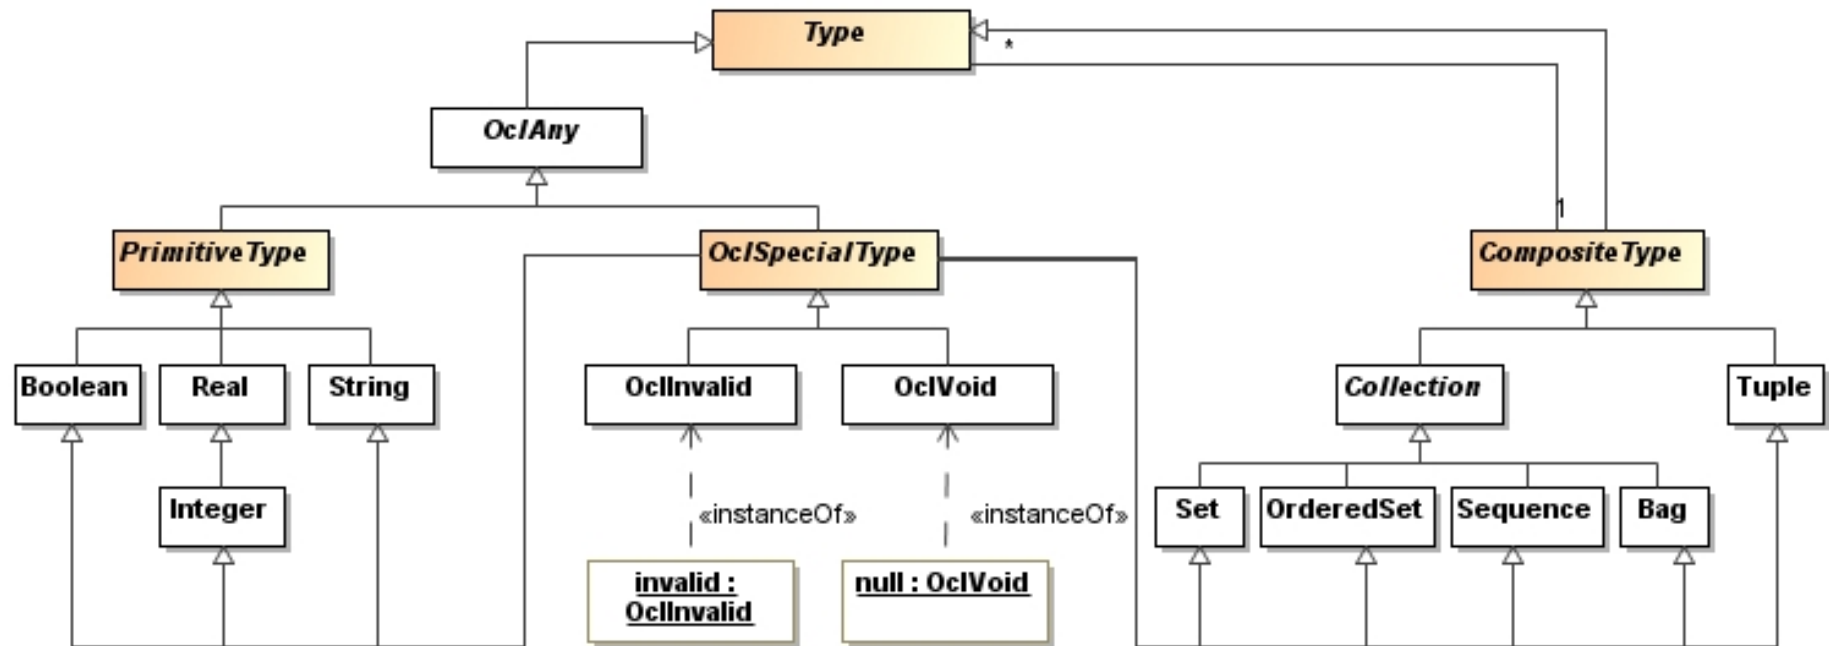 Type
*
OclAny
1
PrimitiveType
OclSpecialType
CompositeType
Boolean
Real
String
OclInvalid
OclVoid
Collection
Tuple
Integer
«instanceOf»
«instanceOf»
Set
OrderedSet
Sequence
Bag
invalid :
OclInvalid
null : OclVoid